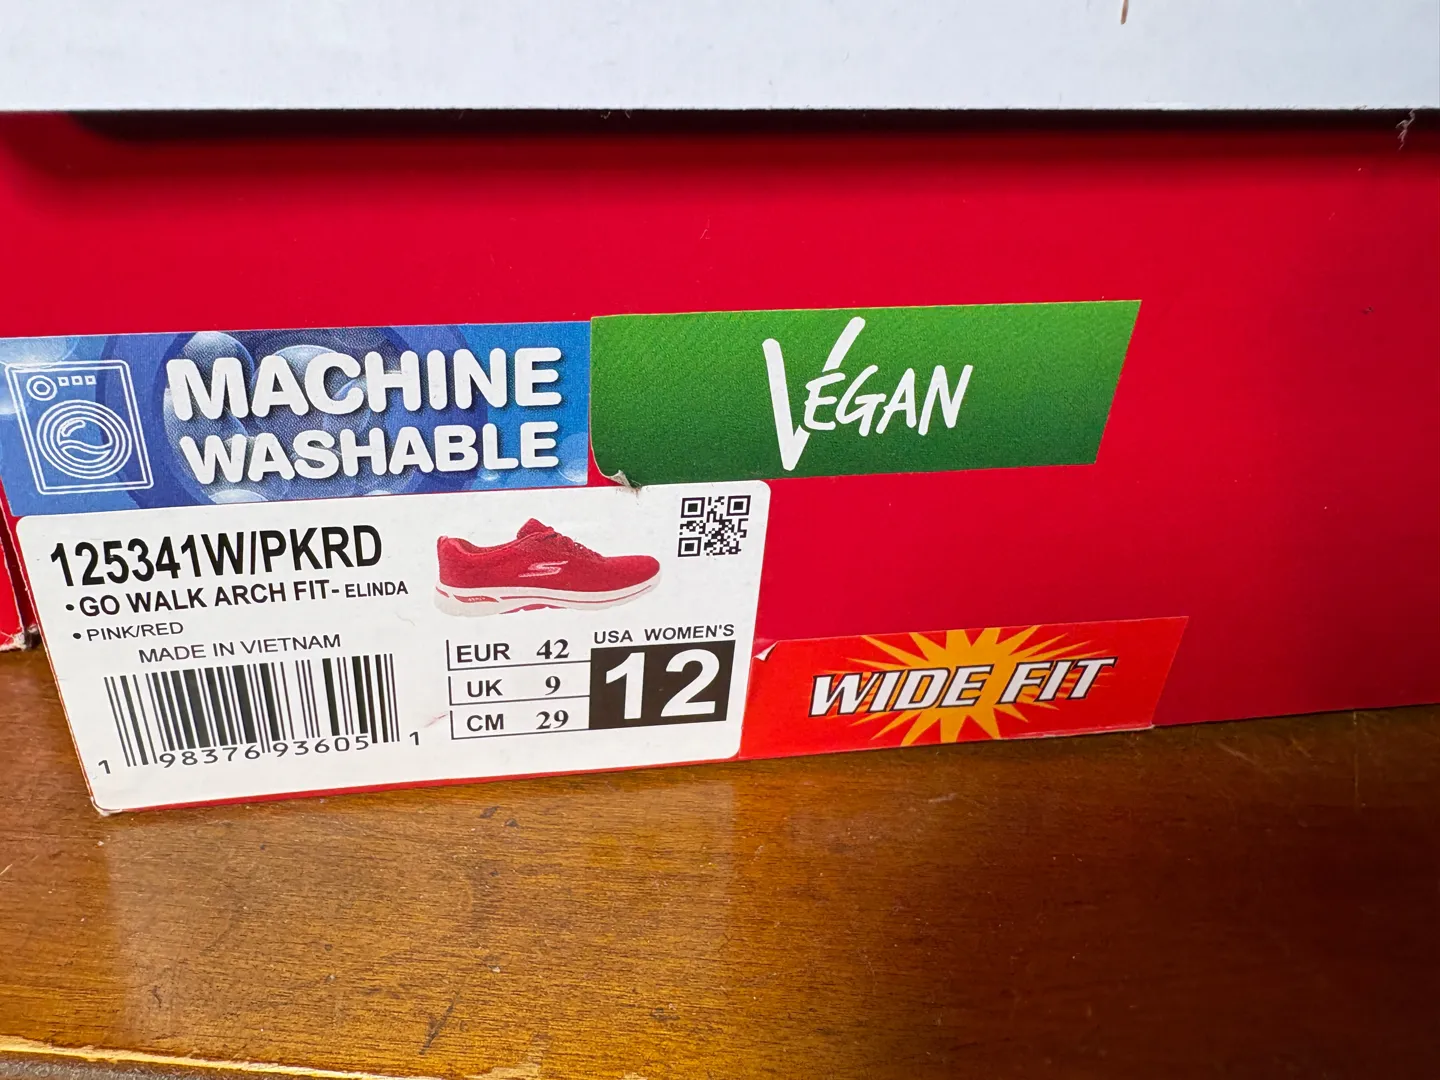 MACHINE
WASHABLE
VEGAN
125341W/PKRD
•GO WALK ARCH FIT- ELINDA
•PINK/RED
MADE IN VIETNAM
1 98376 93605 1
EUR 42
UK 9
CM 29
USA WOMEN'S
12
WIDE FIT